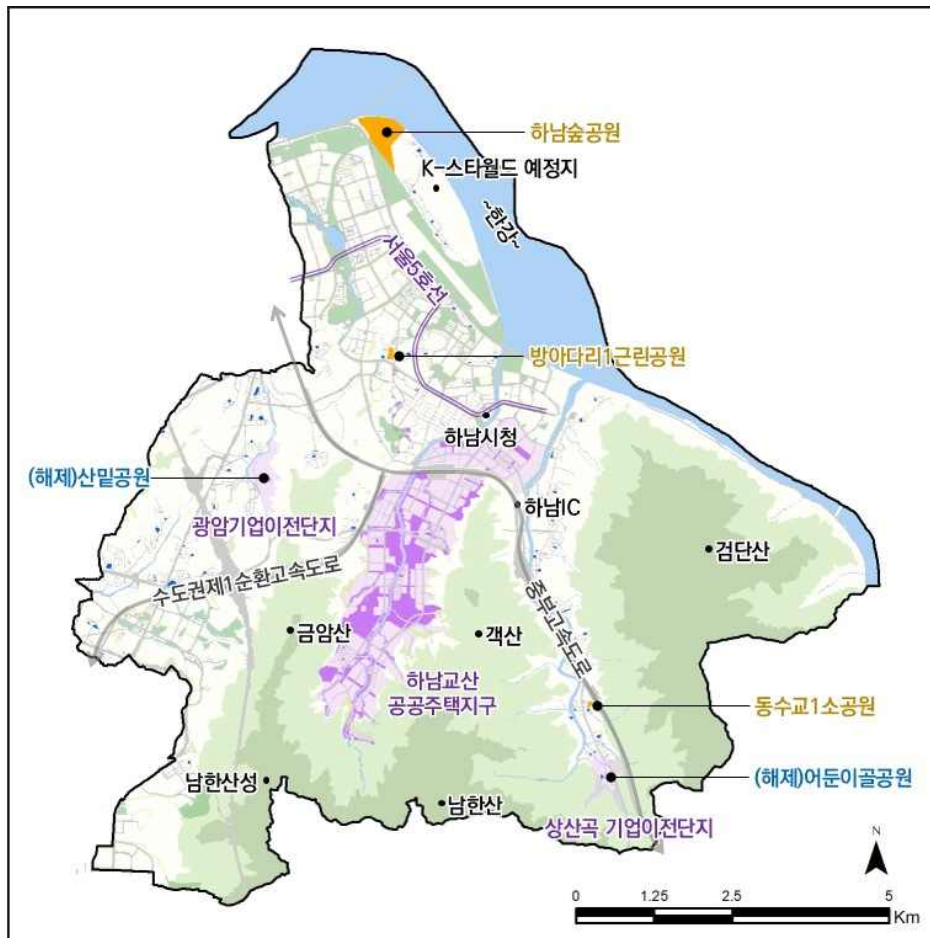 하남숲공원
K-스타월드 예정지
~한강~
서울5호선
방아다리1근린공원
하남시청
(해제)산밑공원
하남IC
광암기업이전단지
검단산
수도권제1순환고속도로
중부고속도로
금암산
객산
하남교산
공공주택지구
동수교1소공원
남한산성
(해제)어둔이골공원
남한산
상산곡 기업이전단지
N
0 1.25 2.5 5
Km